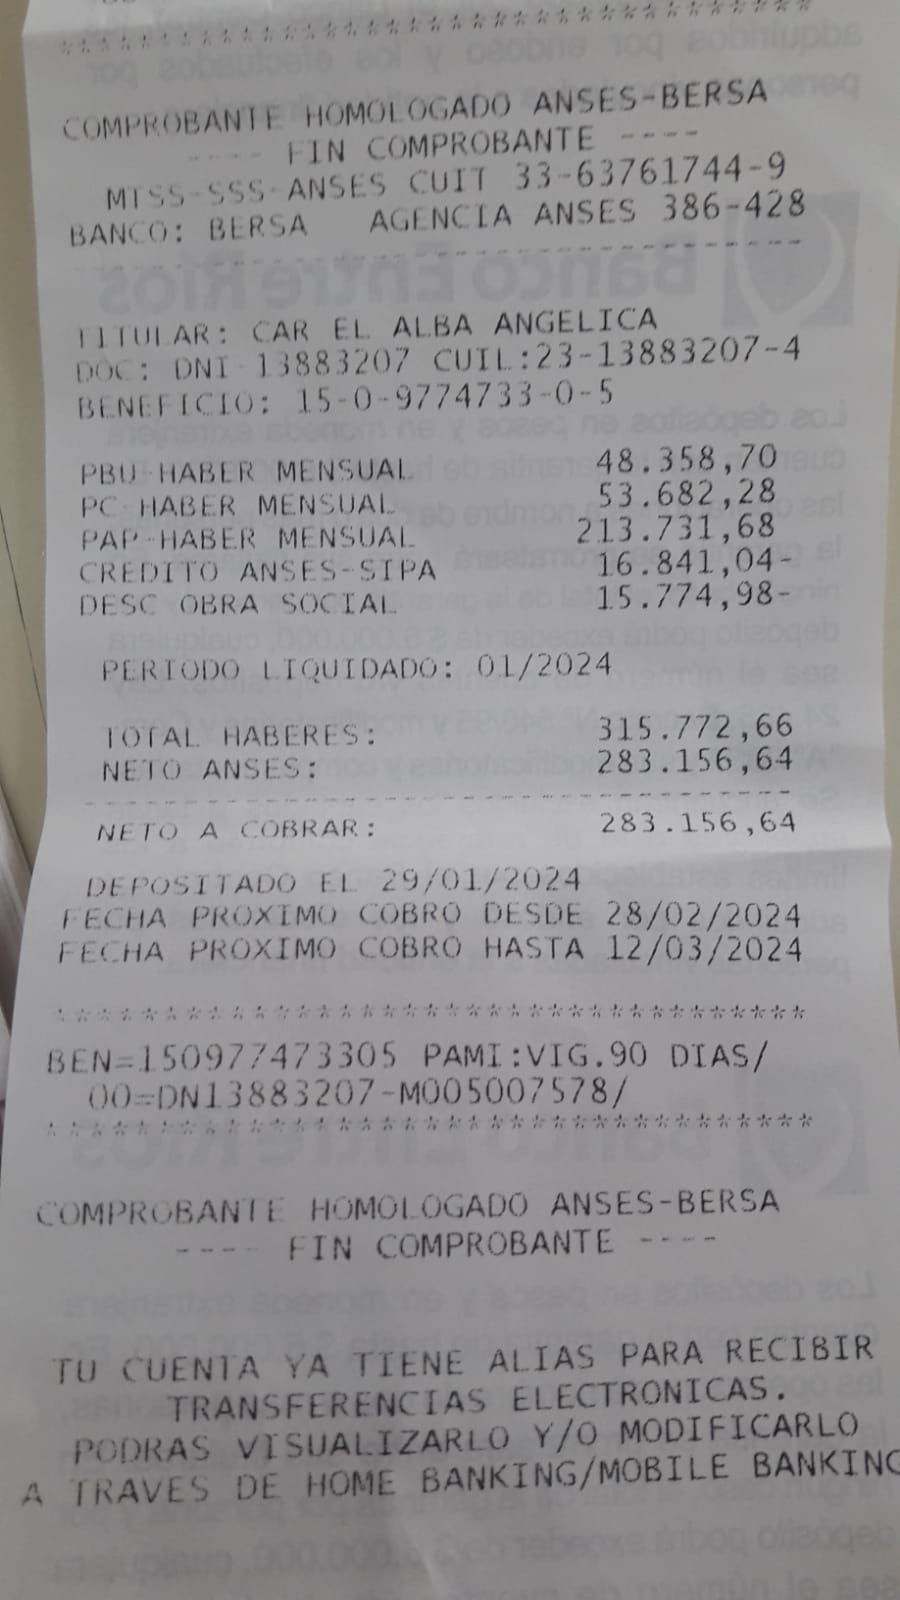 ************************************
COMPROBANTE HOMOLOGADO ANSES-BERSA
---- FIN COMPROBANTE ----
MTSS-SSS-ANSES CUIT 33-63761744-9
BANCO: BERSA AGENCIA ANSES 386-428
------------------------------------
TITULAR: CAR EL ALBA ANGELICA
DOC: DNI 13883207 CUIL:23-13883207-4
BENEFICIO: 15-0-9774733-0-5
PBU-HABER MENSUAL 48.358,70
PC-HABER MENSUAL 53.682,28
PAP-HABER MENSUAL 213.731,68
CREDITO ANSES-SIPA 16.841,04-
DESC OBRA SOCIAL 15.774,98-
PERIODO LIQUIDADO: 01/2024
TOTAL HABERES: 315.772,66
NETO ANSES: 283.156,64
------------------------------------
NETO A COBRAR: 283.156,64
DEPOSITADO EL 29/01/2024
FECHA PROXIMO COBRO DESDE 28/02/2024
FECHA PROXIMO COBRO HASTA 12/03/2024
************************************
BEN=150977473305 PAMI:VIG.90 DIAS/
00=DN13883207-M005007578/
************************************
COMPROBANTE HOMOLOGADO ANSES-BERSA
---- FIN COMPROBANTE ----
TU CUENTA YA TIENE ALIAS PARA RECIBIR
TRANSFERENCIAS ELECTRONICAS.
PODRAS VISUALIZARLO Y/O MODIFICARLO
A TRAVES DE HOME BANKING/MOBILE BANKING